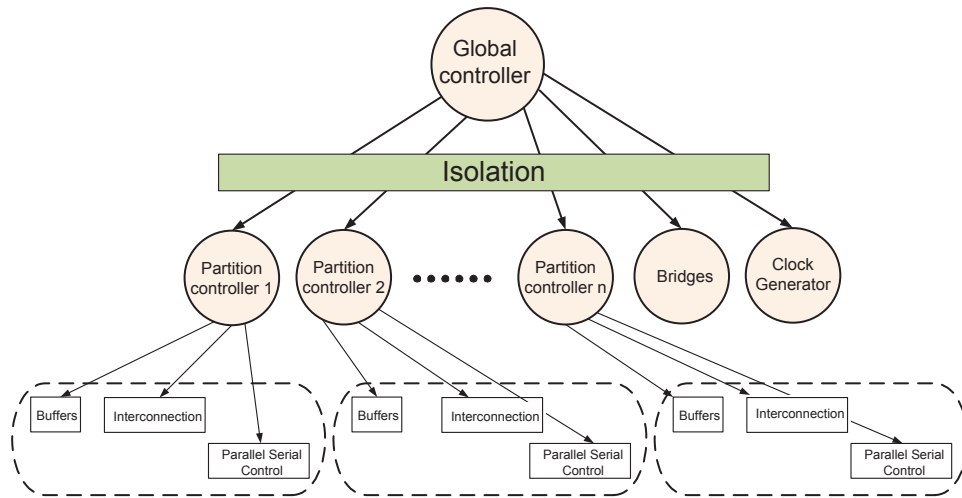 Global
controller
Isolation
Partition
controller 1
Partition
controller 2
Partition
controller n
Bridges
Clock
Generator
Buffers
Interconnection
Parallel Serial
Control
Buffers
Interconnection
Parallel Serial
Control
Buffers
Interconnection
Parallel Serial
Control